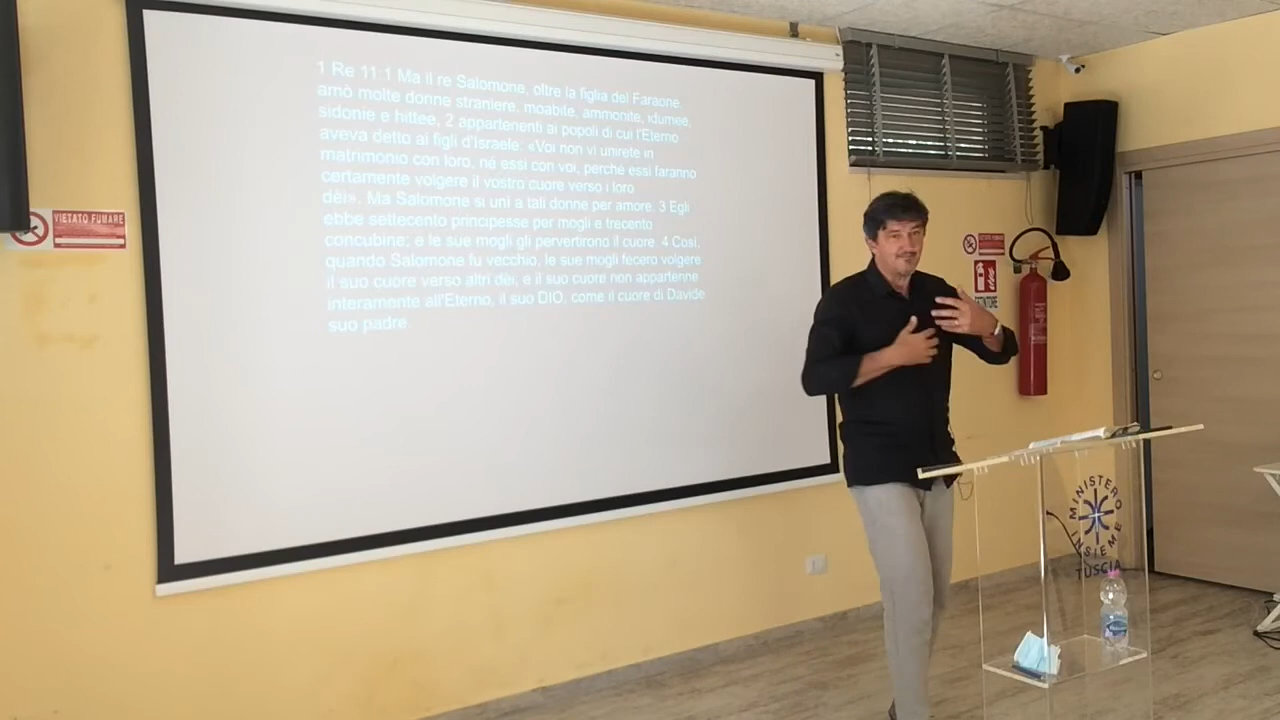 1 Re 11:1 Ma il re Salomone, oltre la figlia del Faraone,
amò molte donne straniere, moabite, ammonite, idumee,
sidonie e hittee, 2 appartenenti ai popoli di cui l'Eterno
aveva detto ai figli d'Israele: «Voi non vi unirete in
matrimonio con loro, né essi con voi, perché essi faranno
certamente volgere il vostro cuore verso i loro
dèi». Ma Salomone si unì a tali donne per amore. 3 Egli
ebbe settecento principesse per mogli e trecento
concubine; e le sue mogli gli pervertirono il cuore. 4 Così,
quando Salomone fu vecchio, le sue mogli fecero volgere
il suo cuore verso altri dèi, e il suo cuore non appartenne
interamente all'Eterno, il suo DIO, come il cuore di Davide
suo padre.
VIETATO FUMARE
VIETATO FUMARE
ESTINTORE
MINISTERO
INSIEME
TUSCIA